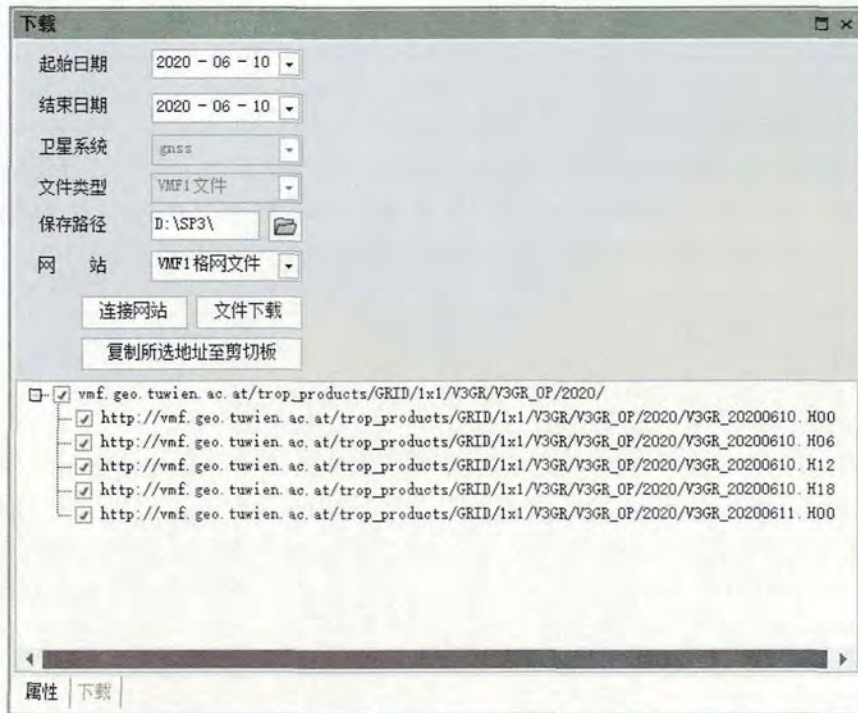 下载
起始日期 2020 - 06 - 10
结束日期 2020 - 06 - 10
卫星系统 gnss
文件类型 VMF1文件
保存路径 D:\SP3\
网 站 VMF1格网文件
连接网站 文件下载
复制所选地址至剪切板
vmf.geo.tuwien.ac.at/trop_products/GRID/1x1/V3GR/V3GR_OP/2020/
http://vmf.geo.tuwien.ac.at/trop_products/GRID/1x1/V3GR/V3GR_OP/2020/V3GR_20200610.H00
http://vmf.geo.tuwien.ac.at/trop_products/GRID/1x1/V3GR/V3GR_OP/2020/V3GR_20200610.H06
http://vmf.geo.tuwien.ac.at/trop_products/GRID/1x1/V3GR/V3GR_OP/2020/V3GR_20200610.H12
http://vmf.geo.tuwien.ac.at/trop_products/GRID/1x1/V3GR/V3GR_OP/2020/V3GR_20200610.H18
http://vmf.geo.tuwien.ac.at/trop_products/GRID/1x1/V3GR/V3GR_OP/2020/V3GR_20200611.H00
属性 下载